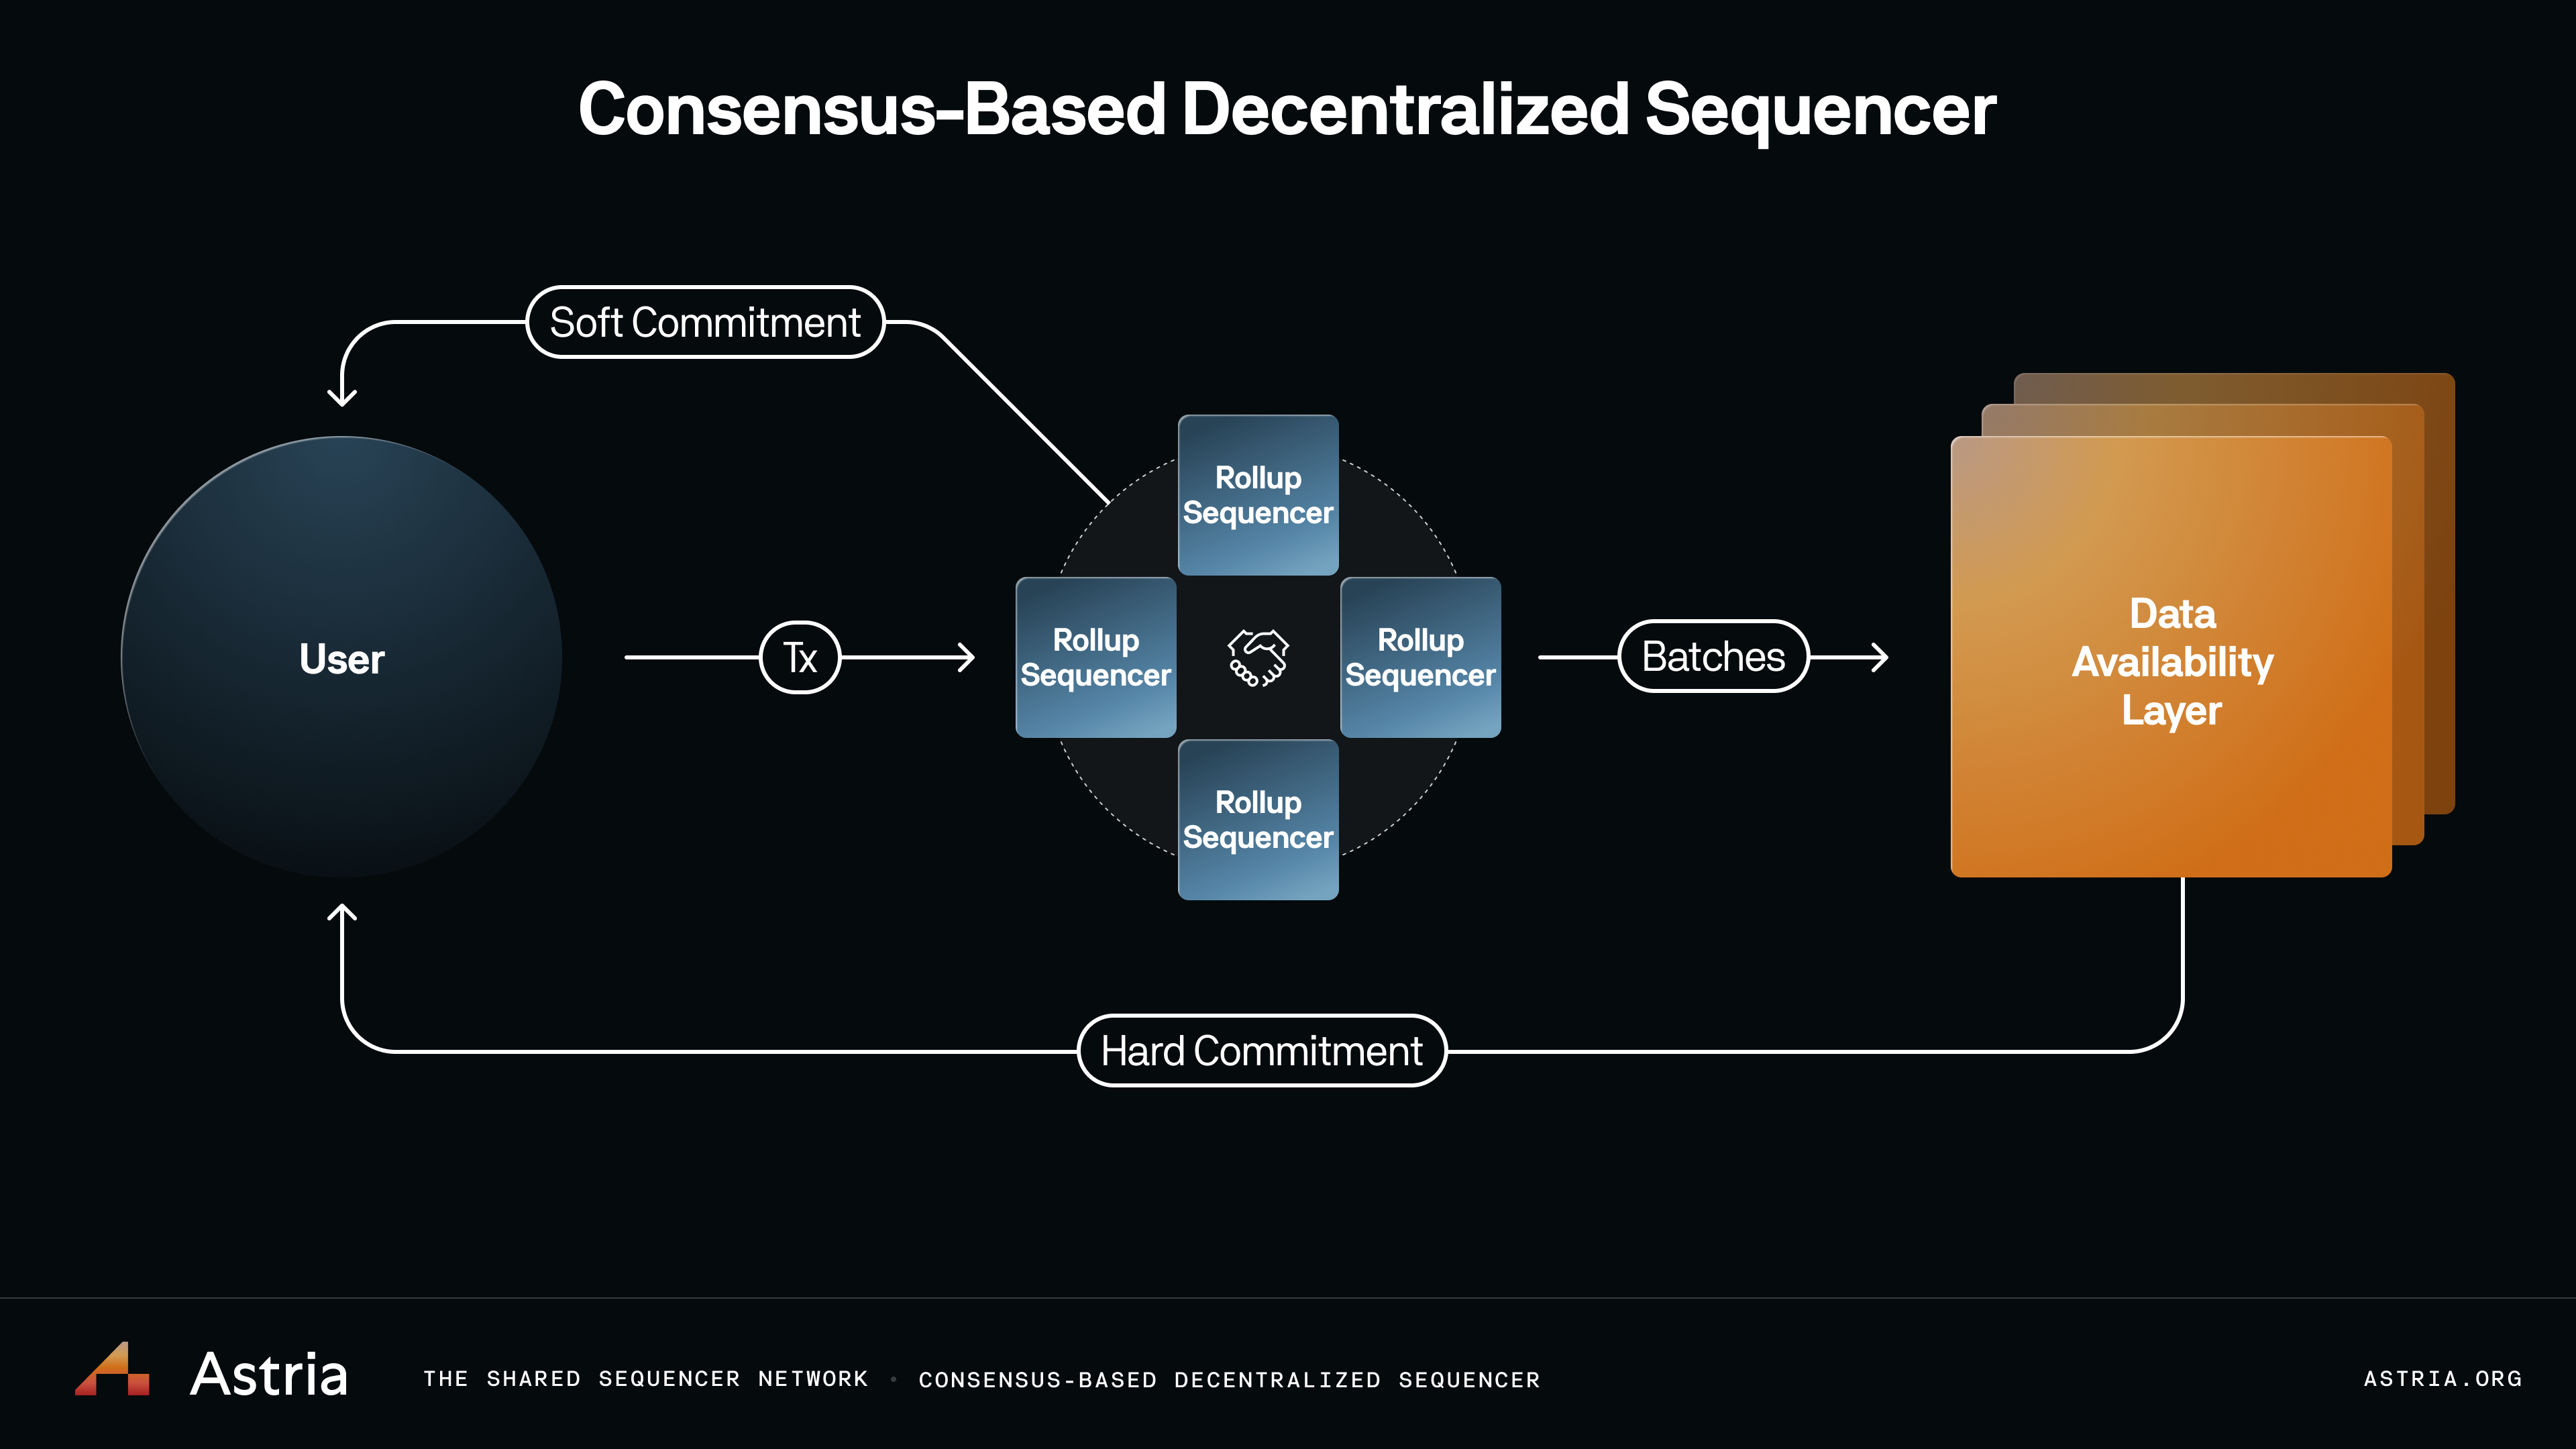 Consensus-Based Decentralized Sequencer
Soft Commitment
User
Tx
Rollup
Sequencer
Rollup
Sequencer
Rollup
Sequencer
Rollup
Sequencer
Batches
Data
Availability
Layer
Hard Commitment
Astria
THE SHARED SEQUENCER NETWORK • CONSENSUS-BASED DECENTRALIZED SEQUENCER
ASTRIA.ORG